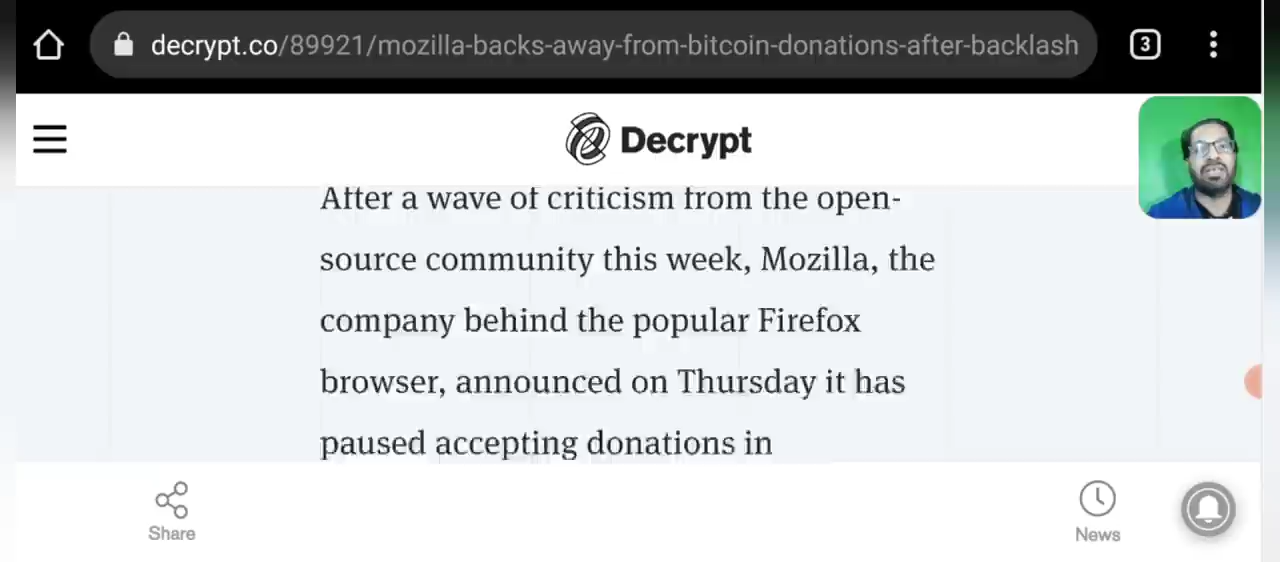 decrypt.co/89921/mozilla-backs-away-from-bitcoin-donations-after-backlash
3
Decrypt
After a wave of criticism from the open-
source community this week, Mozilla, the
company behind the popular Firefox
browser, announced on Thursday it has
paused accepting donations in
Share
News